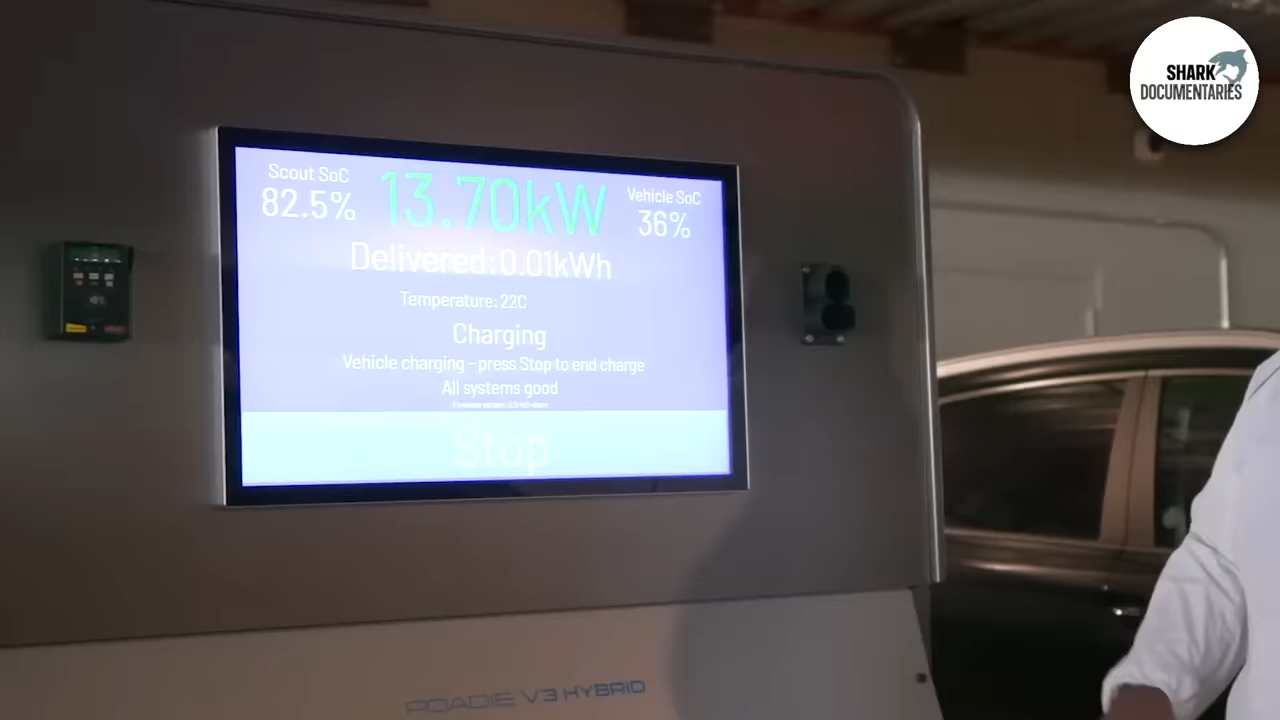 SHARK
DOCUMENTARIES
Scout SoC
82.5%
13.70kW
Vehicle SoC
36%
Delivered: 0.01kWh
Temperature: 22C
Charging
Vehicle charging - press Stop to end charge
All systems good
Stop
ROADIE V3 HYBRID